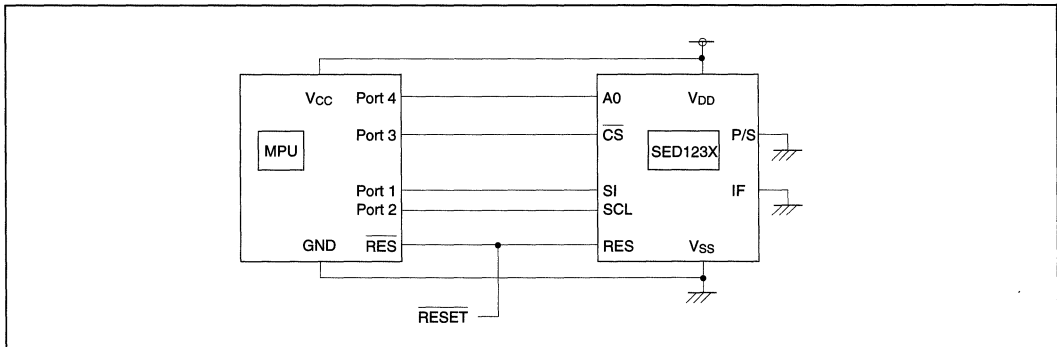 VCC Port 4 A0 VDD
Port 3 CS P/S
MPU SED123X
Port 1 SI IF
Port 2 SCL
GND RES RES VSS
RESET